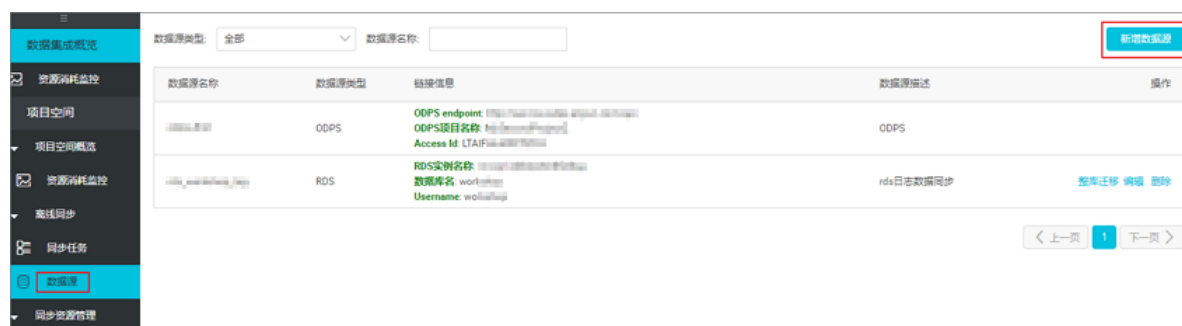 数据集成概览
资源消耗监控
项目空间
项目空间概览
资源消耗监控
离线同步
同步任务
数据源
同步资源管理
数据源类型: 全部 数据源名称:
新增数据源
数据源名称 数据源类型 链接信息 数据源描述 操作
ODPS endpoint:
ODPS ODPS项目名称: ODPS
Access Id: LTAIF
RDS实例名称:
RDS 数据库名: work rds日志数据同步 整库迁移 编辑 删除
Username: wo
上一页 1 下一页